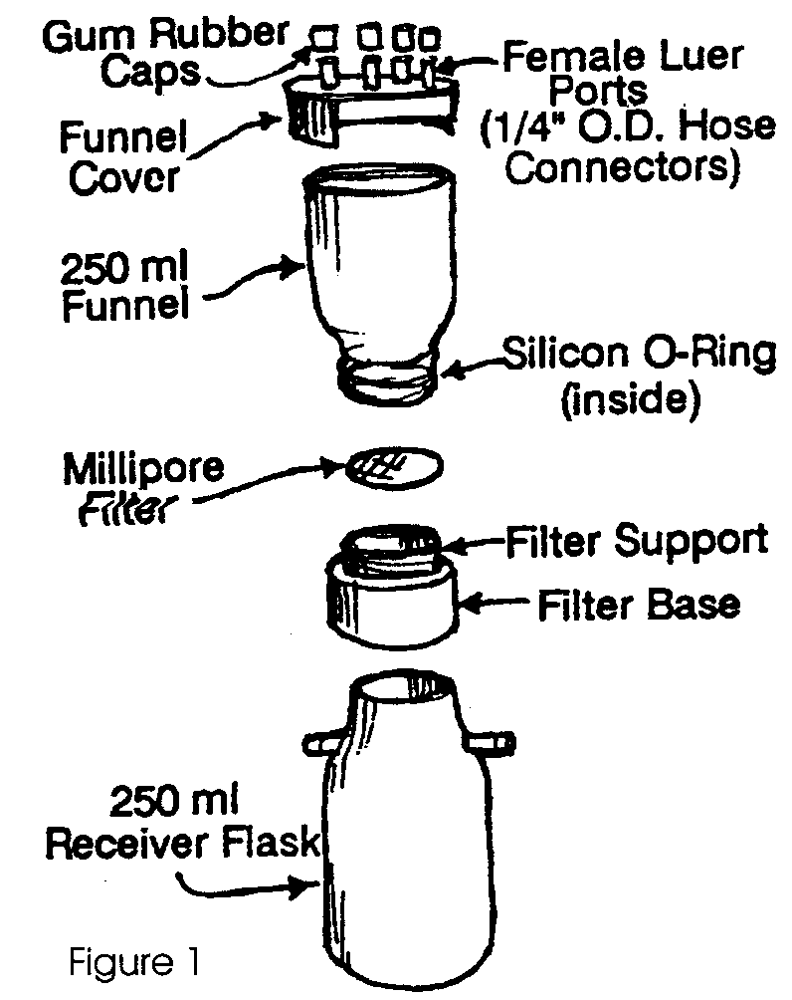 Gum Rubber
Caps
Female Luer
Ports
(1/4" O.D. Hose
Connectors)
Funnel
Cover
250 ml
Funnel
Silicon O-Ring
(inside)
Millipore
Filter
Filter Support
Filter Base
250 ml
Receiver Flask
Figure 1